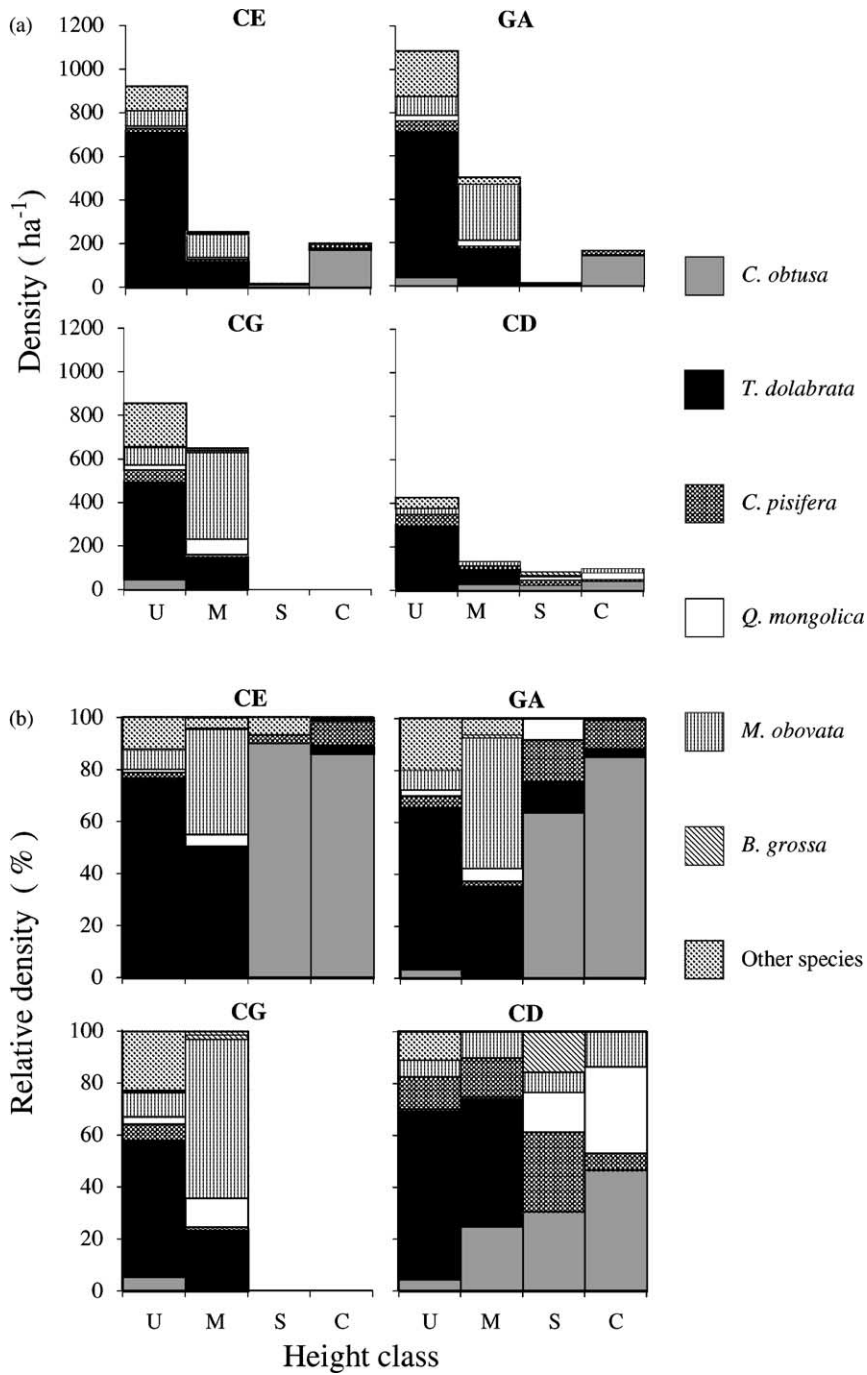 (a)
CE
GA
1200
1000
800
600
400
200
0
CG
CD
1200
1000
800
600
400
200
0
Density ( ha-1 )
U M S C
U M S C
C. obtusa
T. dolabrata
C. pisifera
Q. mongolica
M. obovata
B. grossa
Other species
(b)
CE
GA
100
80
60
40
20
0
CG
CD
100
80
60
40
20
0
Relative density ( % )
U M S C
U M S C
Height class